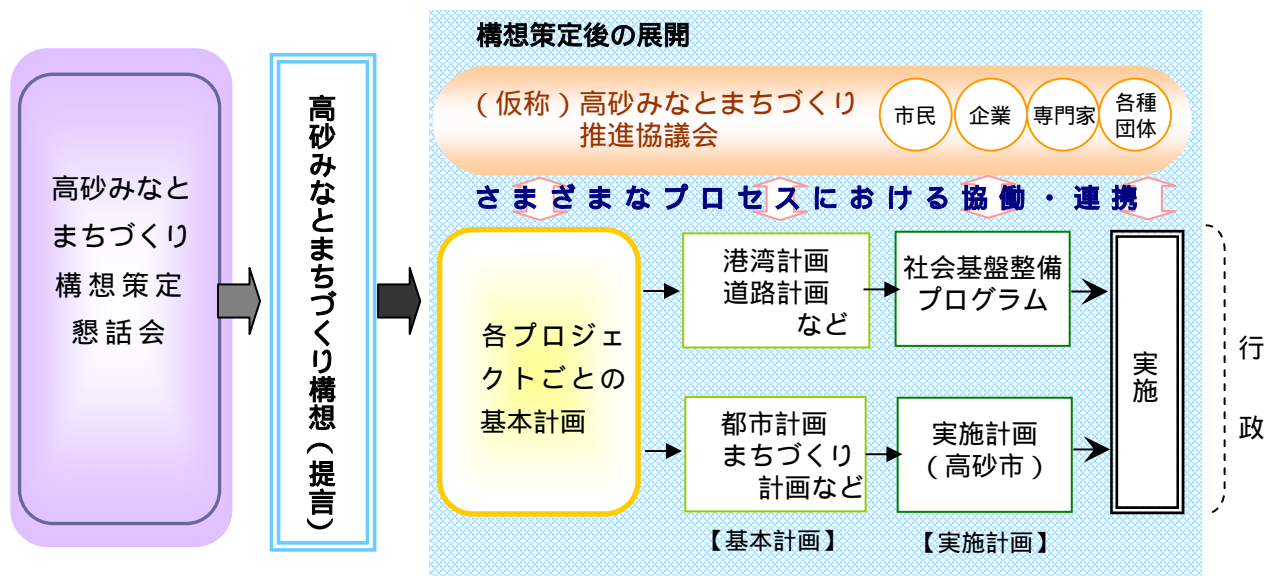 高砂みなと
まちづくり
構想策定
懇話会
高砂みなとまちづくり構想(提言)
構想策定後の展開
(仮称)高砂みなとまちづくり
推進協議会
市民
企業
専門家
各種
団体
さまざまなプロセスにおける協働・連携
各プロジェ
クトごとの
基本計画
港湾計画
道路計画
など
社会基盤整備
プログラム
都市計画
まちづくり
計画など
実施計画
(高砂市)
実施
行政
【基本計画】
【実施計画】